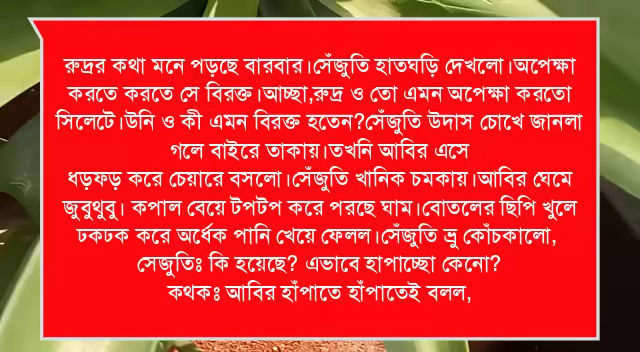 রুদ্রর কথা মনে পড়ছে বারবার।সেঁজুতি হাতঘড়ি দেখলো।অপেক্ষা
করতে করতে সে বিরক্ত।আচ্ছা,রুদ্র ও তো এমন অপেক্ষা করতো
সিলেটে।উনি ও কী এমন বিরক্ত হতেন?সেঁজুতি উদাস চোখে জানলা
গলে বাইরে তাকায়।তখনি আবির এসে
ধড়ফড় করে চেয়ারে বসলো।সেঁজুতি খানিক চমকায়।আবির ঘেমে
জুবুথুবু। কপাল বেয়ে টপটপ করে পরছে ঘাম।বোতলের ছিপি খুলে
ঢকঢক করে অর্ধেক পানি খেয়ে ফেলল।সেঁজুতি ভ্রু কোঁচকালো,
সেজুতিঃ কি হয়েছে? এভাবে হাপাচ্ছো কেনো?
কথকঃ আবির হাঁপাতে হাঁপাতেই বলল,